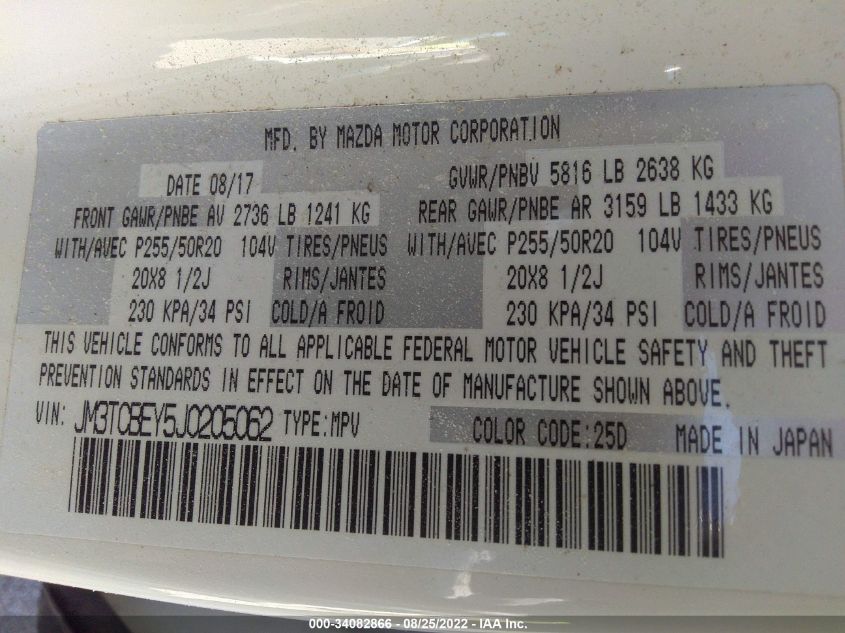 MFD. BY MAZDA MOTOR CORPORATION
DATE 08/17 GVWR/PNBV 5816 LB 2638 KG
FRONT GAWR/PNBE AV 2736 LB 1241 KG REAR GAWR/PNBE AR 3159 LB 1433 KG
WITH/AVEC P255/50R20 104V TIRES/PNEUS WITH/AVEC P255/50R20 104V TIRES/PNEUS
20X8 1/2J RIMS/JANTES 20X8 1/2J RIMS/JANTES
230 KPA/34 PSI COLD/A FROID 230 KPA/34 PSI COLD/A FROID
THIS VEHICLE CONFORMS TO ALL APPLICABLE FEDERAL MOTOR VEHICLE SAFETY AND THEFT
PREVENTION STANDARDS IN EFFECT ON THE DATE OF MANUFACTURE SHOWN ABOVE.
VIN: JM3TCBEY5J0205062 TYPE:MPV COLOR CODE:25D MADE IN JAPAN
000-34082866 - 08/25/2022 - IAA Inc.